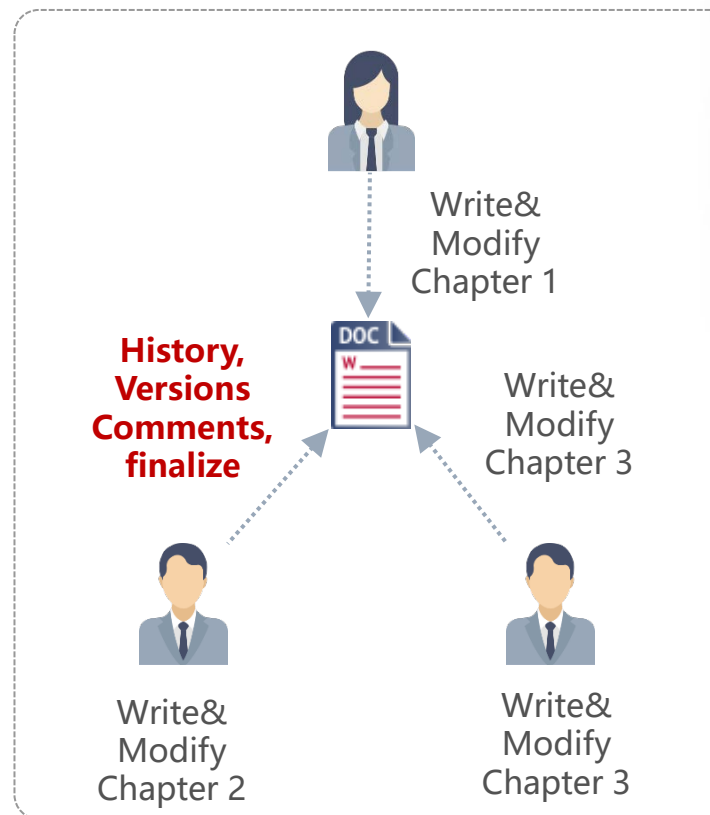 Write&
Modify
Chapter 1
DOC
W
History,
Versions
Comments,
finalize
Write&
Modify
Chapter 3
Write&
Modify
Chapter 2
Write&
Modify
Chapter 3